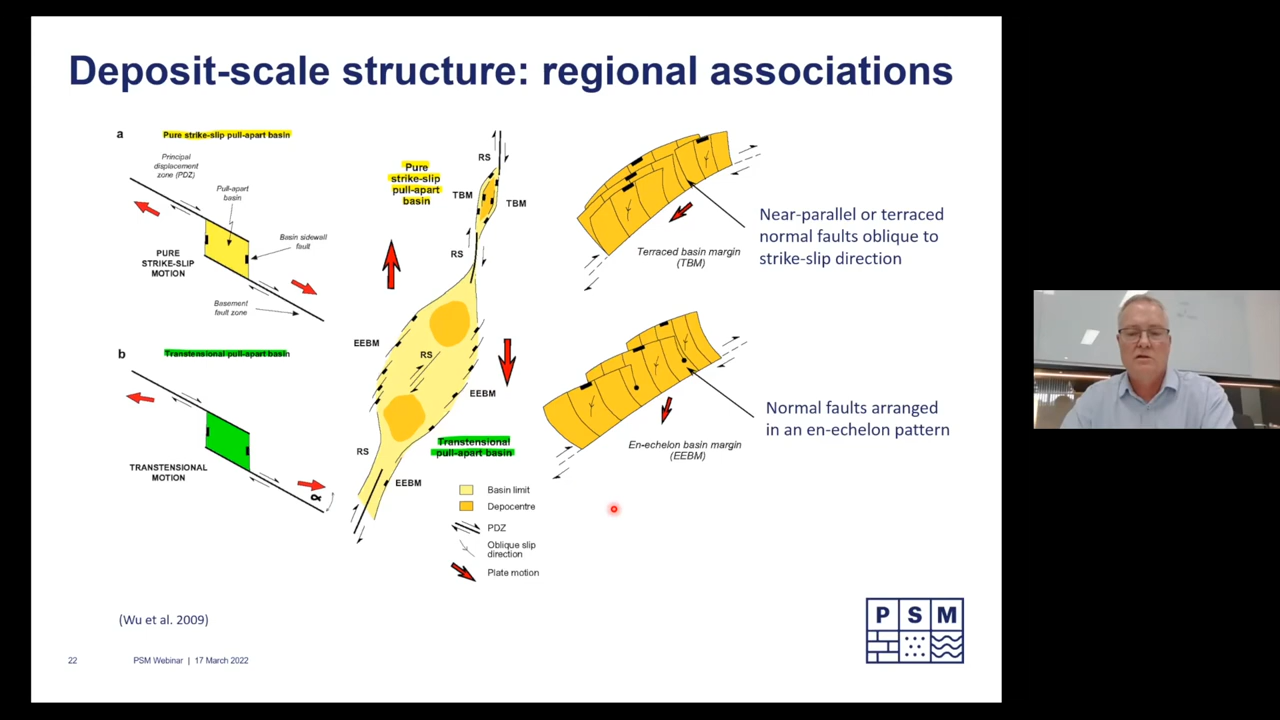 Deposit-scale structure: regional associations
a
Pure strike-slip pull-apart basin
Principal
displacement
zone (PDZ)
Pull-apart
basin
Basin sidewall
fault
PURE
STRIKE-SLIP
MOTION
Basement
fault zone
b
Transtensional pull-apart basin
TRANSTENSIONAL
MOTION
α
Pure
strike-slip
pull-apart
basin
RS
TBM
TBM
RS
EEBM
RS
EEBM
RS
EEBM
Transtensional
pull-apart basin
Basin limit
Depocentre
PDZ
Oblique slip
direction
Plate motion
Terraced basin margin
(TBM)
Near-parallel or terraced
normal faults oblique to
strike-slip direction
En-echelon basin margin
(EEBM)
Normal faults arranged
in an en-echelon pattern
(Wu et al. 2009)
22
PSM Webinar | 17 March 2022
PSM